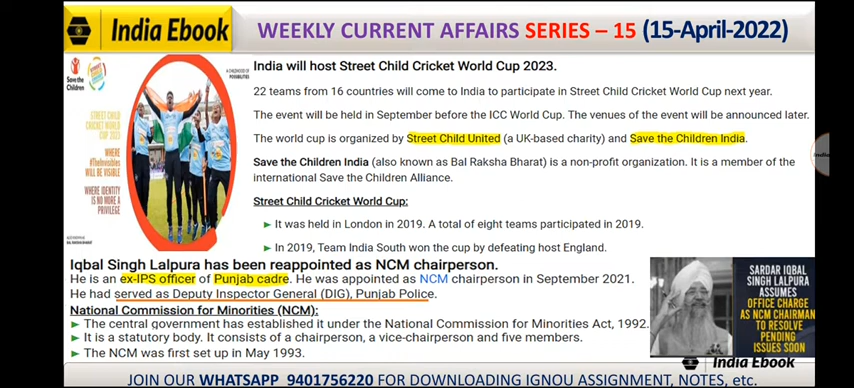 India Ebook
WEEKLY CURRENT AFFAIRS SERIES – 15 (15-April-2022)
Save the Children
A CHILDHOOD OF
POSSIBILITIES
STREET CHILD
CRICKET WORLD
CUP 2023
WHERE
#TheInvisibles
WILL BE
VISIBLE
WHERE IDENTITY
IS NO MORE A
PRIVILEGE
India will host Street Child Cricket World Cup 2023.
22 teams from 16 countries will come to India to participate in Street Child Cricket World Cup next year.
The event will be held in September before the ICC World Cup. The venues of the event will be announced later.
The world cup is organized by Street Child United (a UK-based charity) and Save the Children India.
Save the Children India (also known as Bal Raksha Bharat) is a non-profit organization. It is a member of the
international Save the Children Alliance.
Street Child Cricket World Cup:
► It was held in London in 2019. A total of eight teams participated in 2019.
► In 2019, Team India South won the cup by defeating host England.
Iqbal Singh Lalpura has been reappointed as NCM chairperson.
He is an ex-IPS officer of Punjab cadre. He was appointed as NCM chairperson in September 2021.
He had served as Deputy Inspector General (DIG), Punjab Police.
National Commission for Minorities (NCM):
► The central government has established it under the National Commission for Minorities Act, 1992.
► It is a statutory body. It consists of a chairperson, a vice-chairperson and five members.
► The NCM was first set up in May 1993.
SARDAR IQBAL
SINGH LALPURA
ASSUMES
OFFICE CHARGE
AS NCM CHAIRMAN
TO RESOLVE
PENDING
ISSUES SOON
India Ebook
JOIN OUR WHATSAPP 9401756220 FOR DOWNLOADING IGNOU ASSIGNMENT, NOTES, etc.